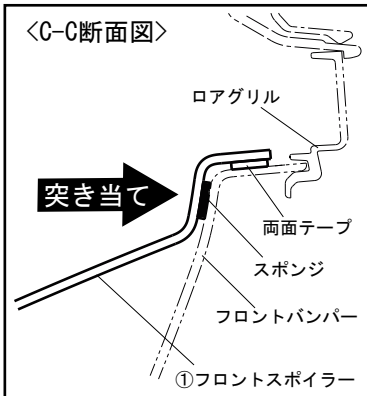 <C-C断面図>
ロアグリル
突き当て
両面テープ
スポンジ
フロントバンパー
①フロントスポイラー